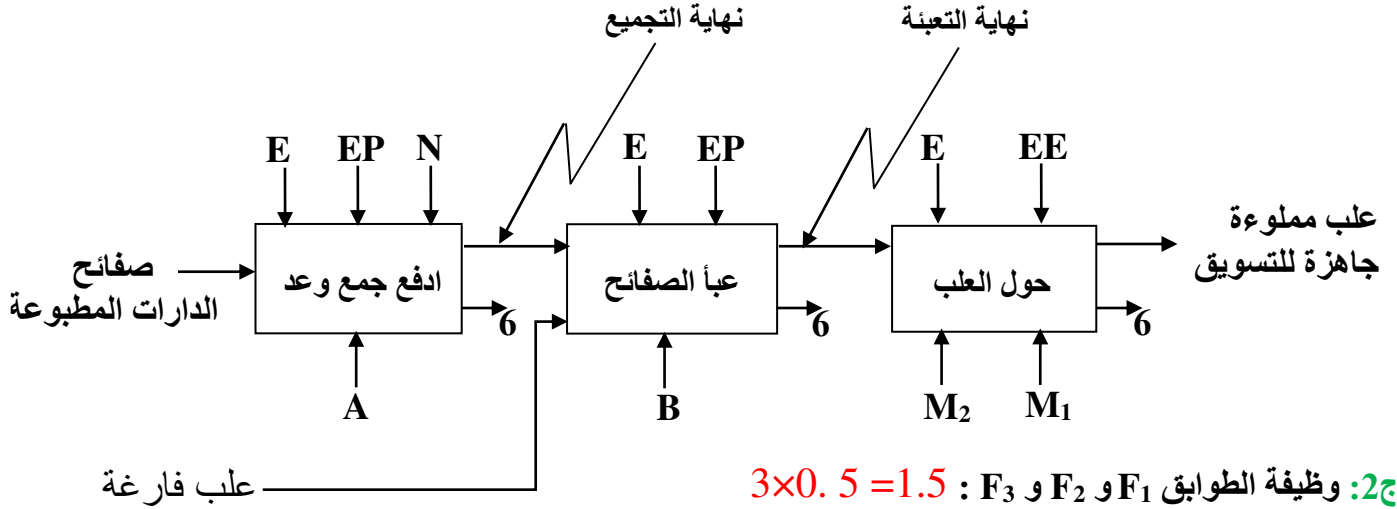 نهاية التجميع
نهاية التعبئة
E EP N
E EP
E EE
صفائح
الدارات المطبوعة
ادفع جمع وعد
6
عبأ الصفائح
6
حول العلب
6
علب مملوءة
جاهزة للتسويق
A
B
M₂ M₁
علب فارغة
ج2: وظيفة الطوابق F₁ و F₂ و F₃ : 3×0. 5 =1.5